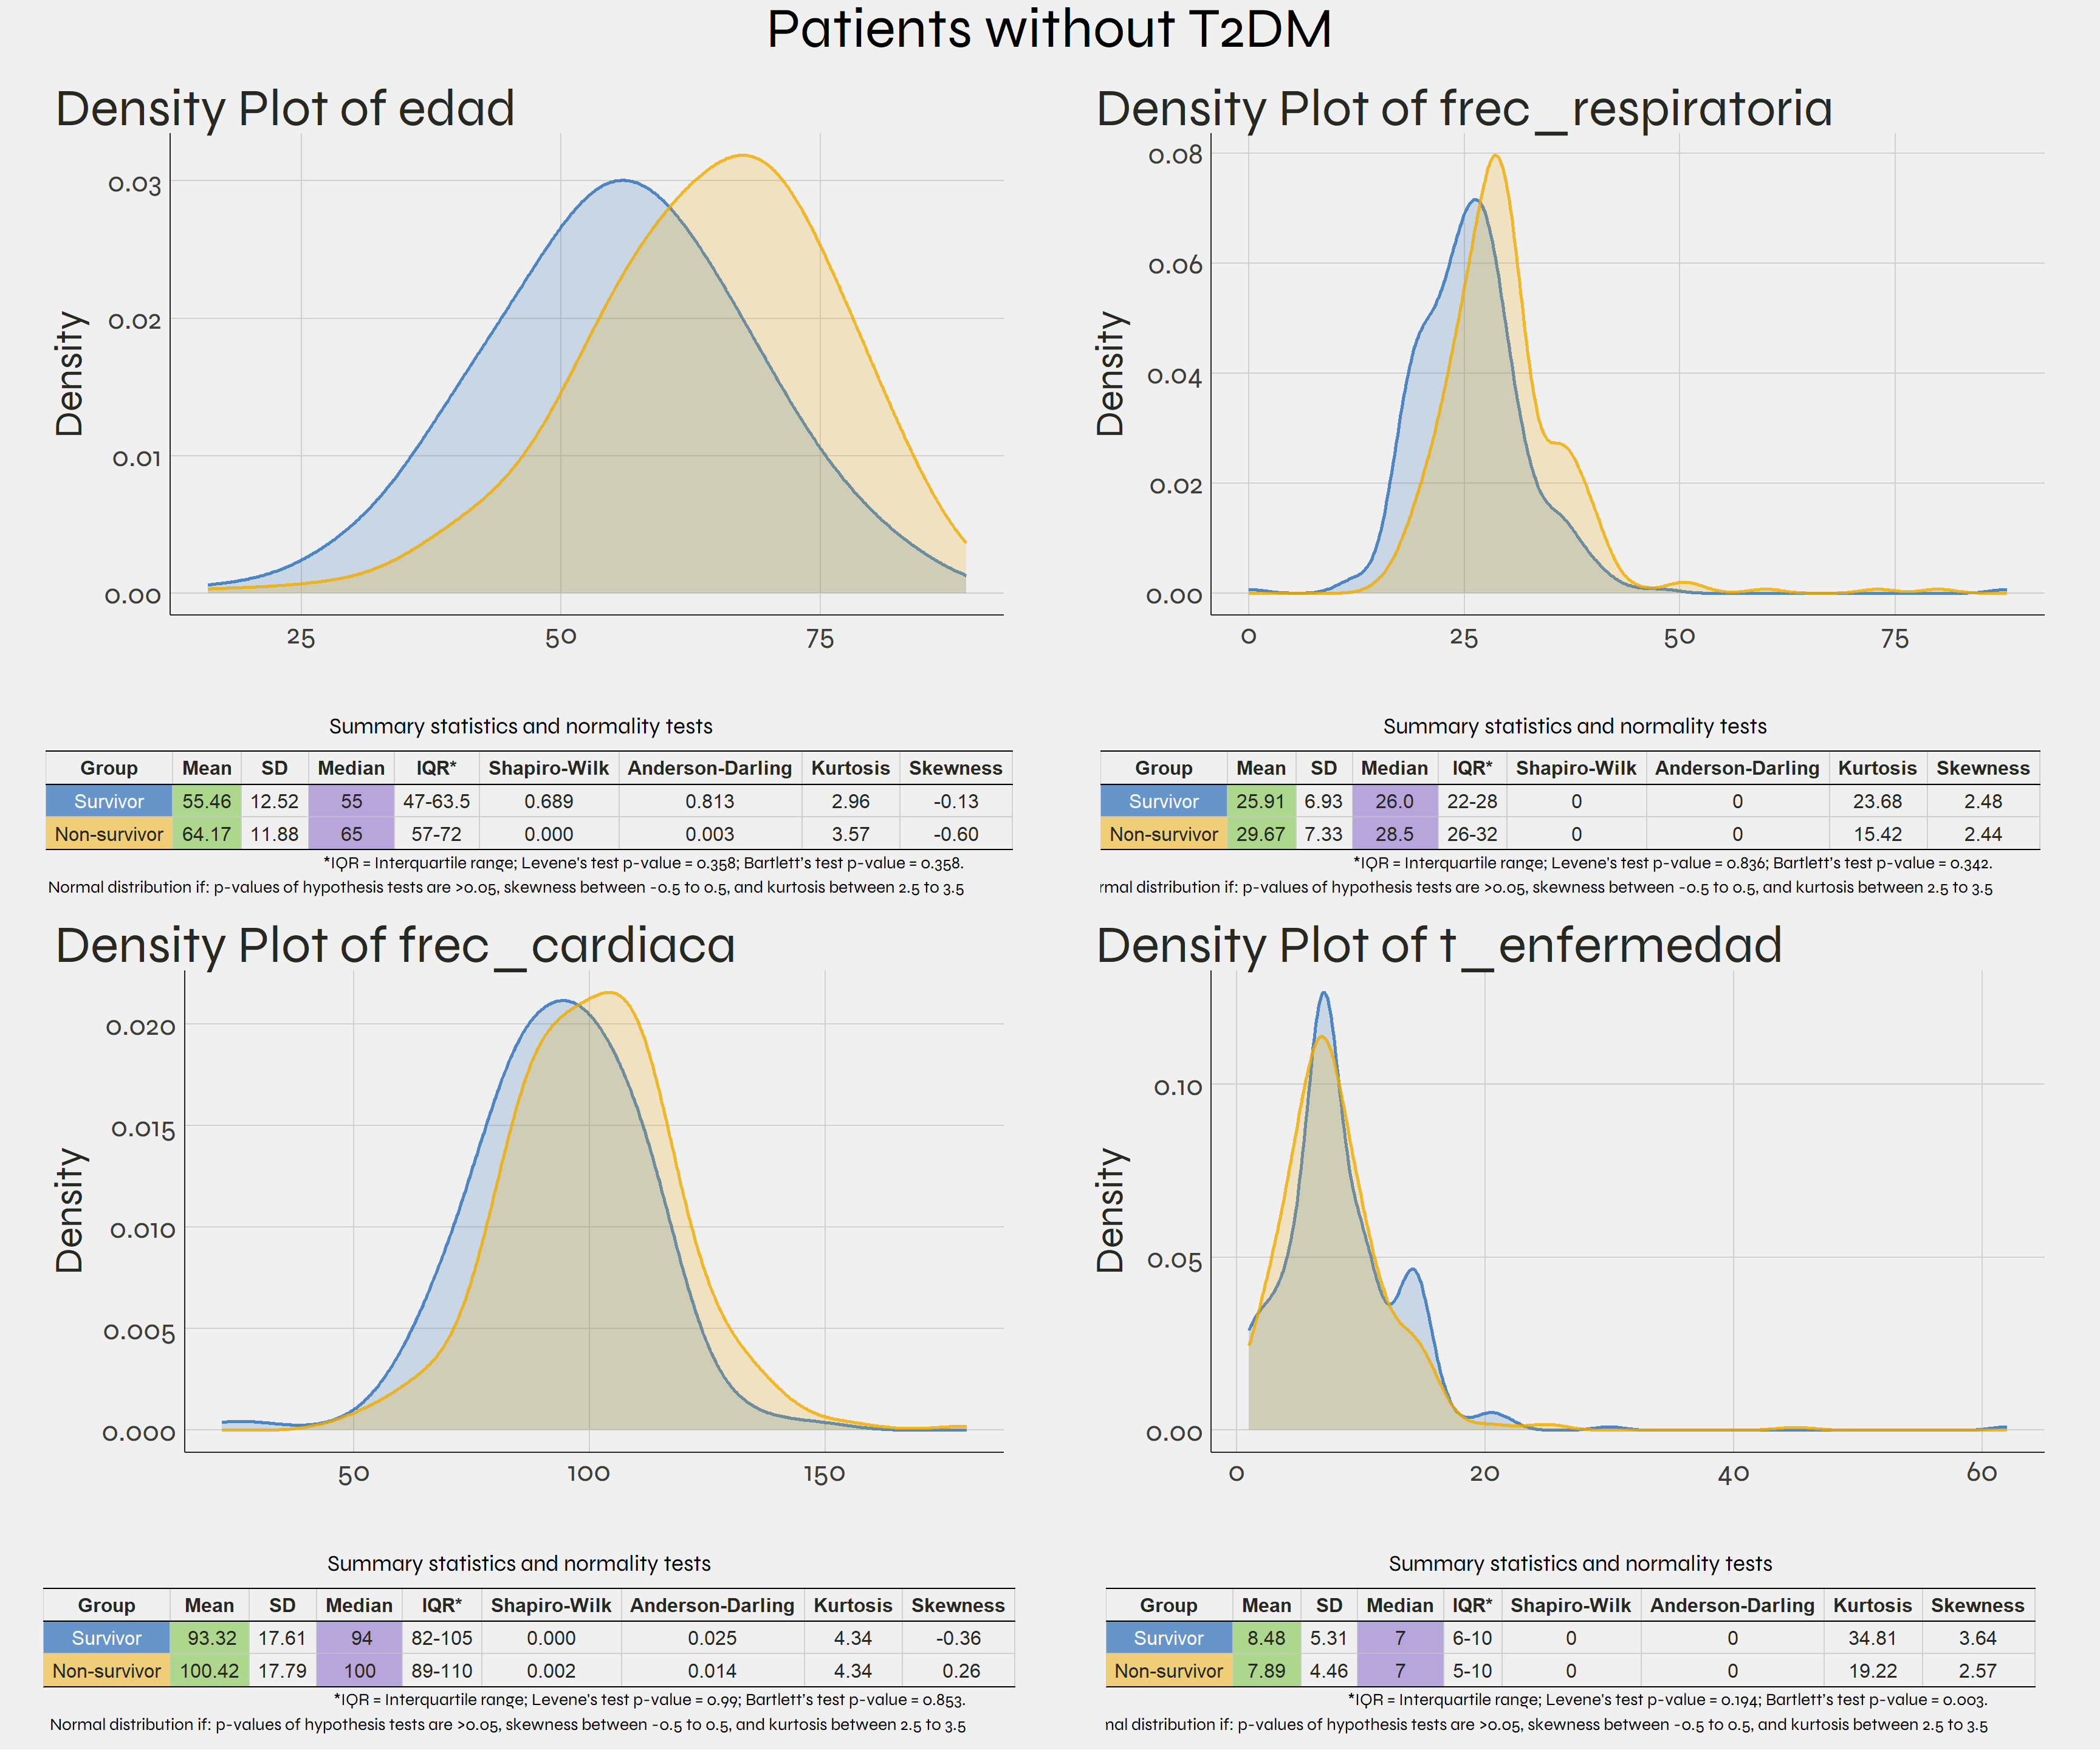 Patients without T2DM
Density Plot of edad
Density
0.03
0.02
0.01
0.00
25 50 75
Summary statistics and normality tests
Group Mean SD Median IQR* Shapiro-Wilk Anderson-Darling Kurtosis Skewness
Survivor 55.46 12.52 55 47-63.5 0.689 0.813 2.96 -0.13
Non-survivor 64.17 11.88 65 57-72 0.000 0.003 3.57 -0.60
*IQR = Interquartile range; Levene's test p-value = 0.358; Bartlett's test p-value = 0.358.
Normal distribution if: p-values of hypothesis tests are >0.05, skewness between -0.5 to 0.5, and kurtosis between 2.5 to 3.5
Density Plot of frec_respiratoria
Density
0.08
0.06
0.04
0.02
0.00
0 25 50 75
Summary statistics and normality tests
Group Mean SD Median IQR* Shapiro-Wilk Anderson-Darling Kurtosis Skewness
Survivor 25.91 6.93 26.0 22-28 0 0 23.68 2.48
Non-survivor 29.67 7.33 28.5 26-32 0 0 15.42 2.44
*IQR = Interquartile range; Levene's test p-value = 0.836; Bartlett's test p-value = 0.342.
rmal distribution if: p-values of hypothesis tests are >0.05, skewness between -0.5 to 0.5, and kurtosis between 2.5 to 3.5
Density Plot of frec_cardiaca
Density
0.020
0.015
0.010
0.005
0.000
50 100 150
Summary statistics and normality tests
Group Mean SD Median IQR* Shapiro-Wilk Anderson-Darling Kurtosis Skewness
Survivor 93.32 17.61 94 82-105 0.000 0.025 4.34 -0.36
Non-survivor 100.42 17.79 100 89-110 0.002 0.014 4.34 0.26
*IQR = Interquartile range; Levene's test p-value = 0.99; Bartlett's test p-value = 0.853.
Normal distribution if: p-values of hypothesis tests are >0.05, skewness between -0.5 to 0.5, and kurtosis between 2.5 to 3.5
Density Plot of t_enfermedad
Density
0.10
0.05
0.00
0 20 40 60
Summary statistics and normality tests
Group Mean SD Median IQR* Shapiro-Wilk Anderson-Darling Kurtosis Skewness
Survivor 8.48 5.31 7 6-10 0 0 34.81 3.64
Non-survivor 7.89 4.46 7 5-10 0 0 19.22 2.57
*IQR = Interquartile range; Levene's test p-value = 0.194; Bartlett's test p-value = 0.003.
nal distribution if: p-values of hypothesis tests are >0.05, skewness between -0.5 to 0.5, and kurtosis between 2.5 to 3.5